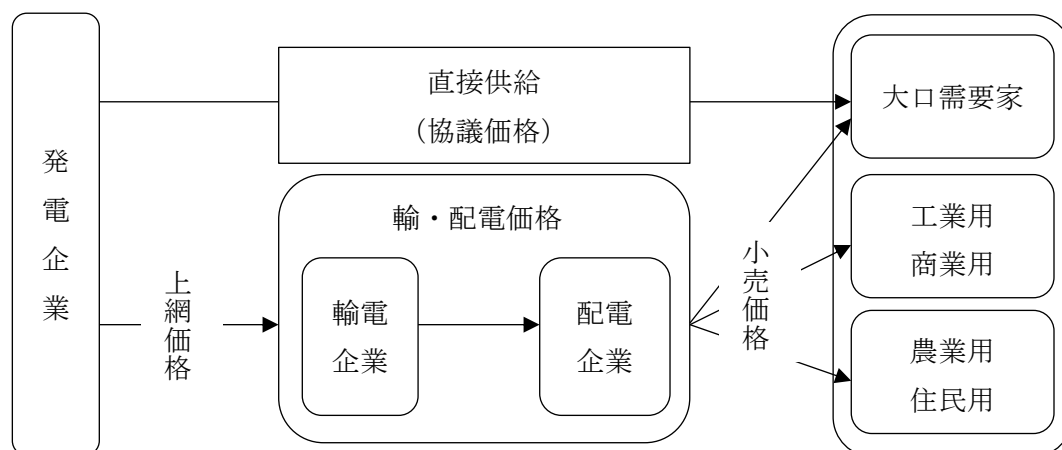 発電企業
直接供給
（協議価格）
大口需要家
輸・配電価格
上網価格
輸電
企業
配電
企業
小売価格
工業用
商業用
農業用
住民用